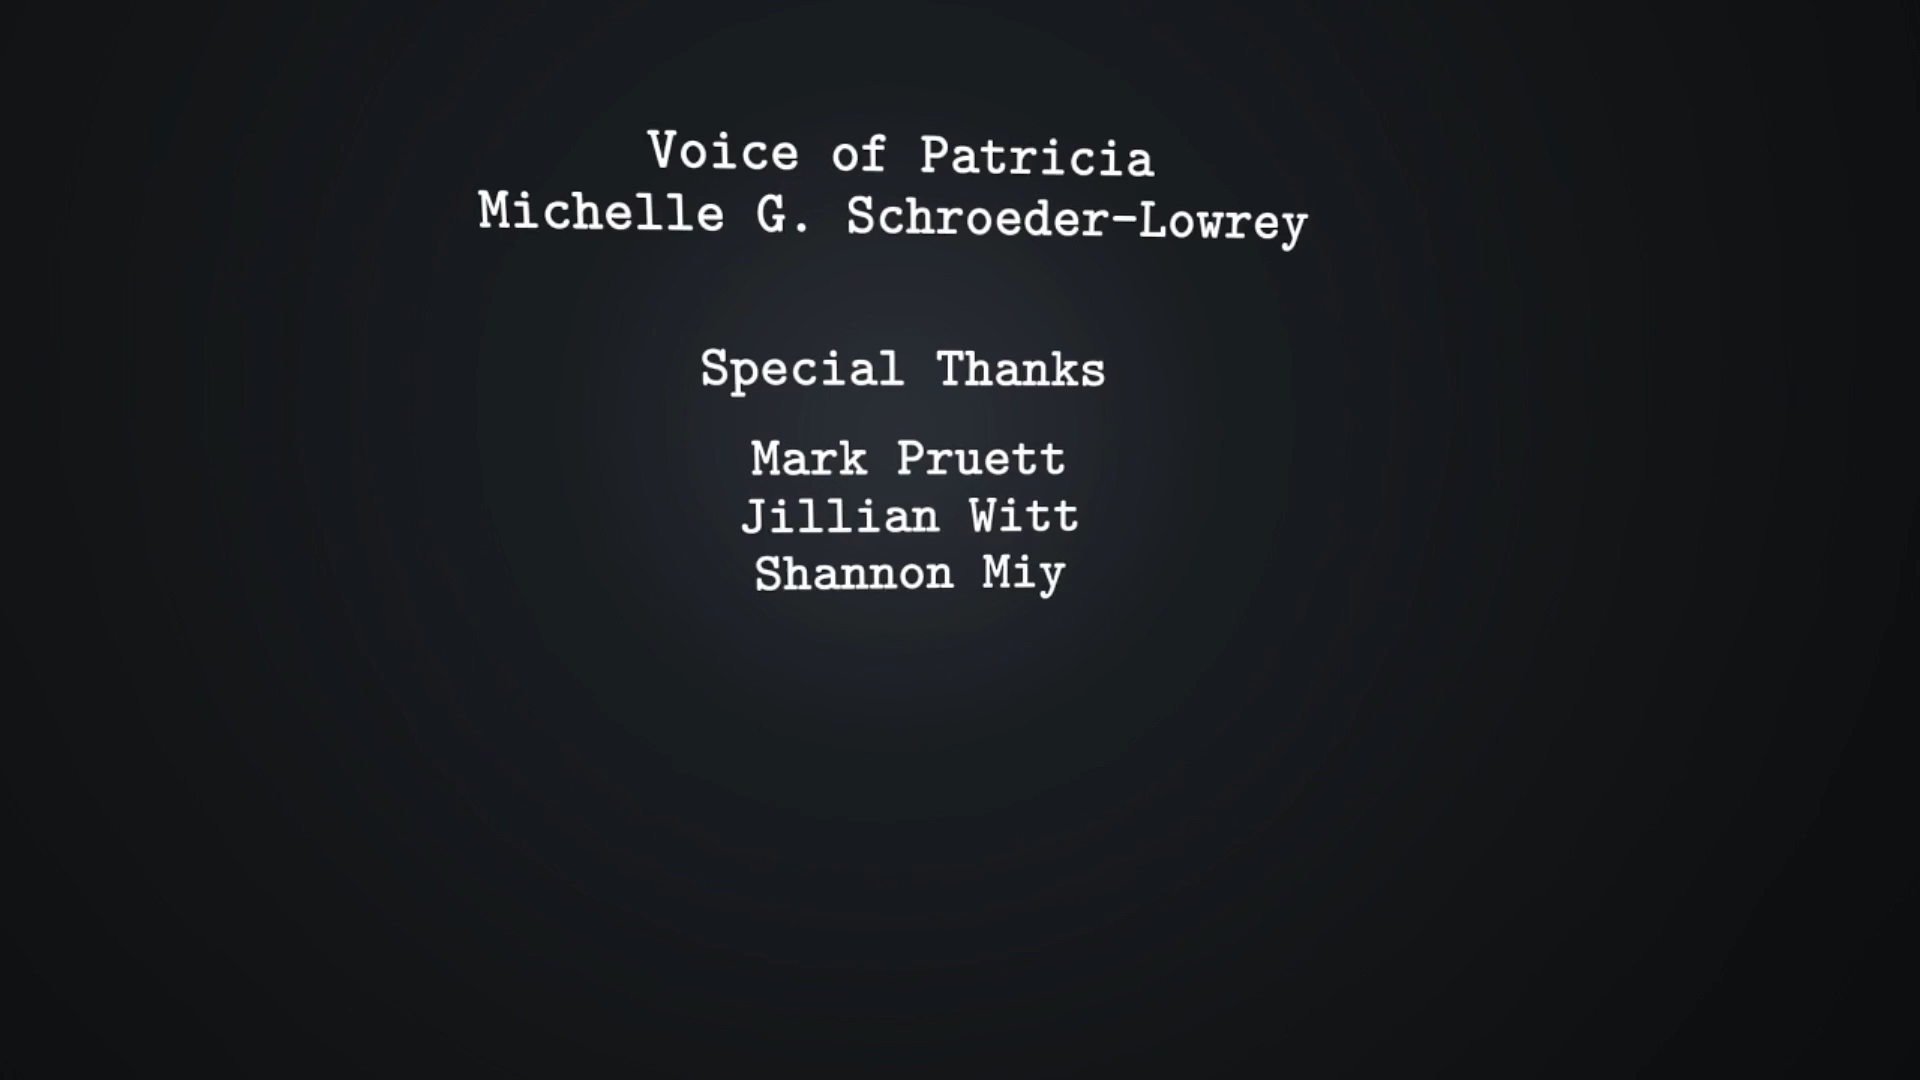 Voice of Patricia
Michelle G. Schroeder-Lowrey
Special Thanks
Mark Pruett
Jillian Witt
Shannon Miy